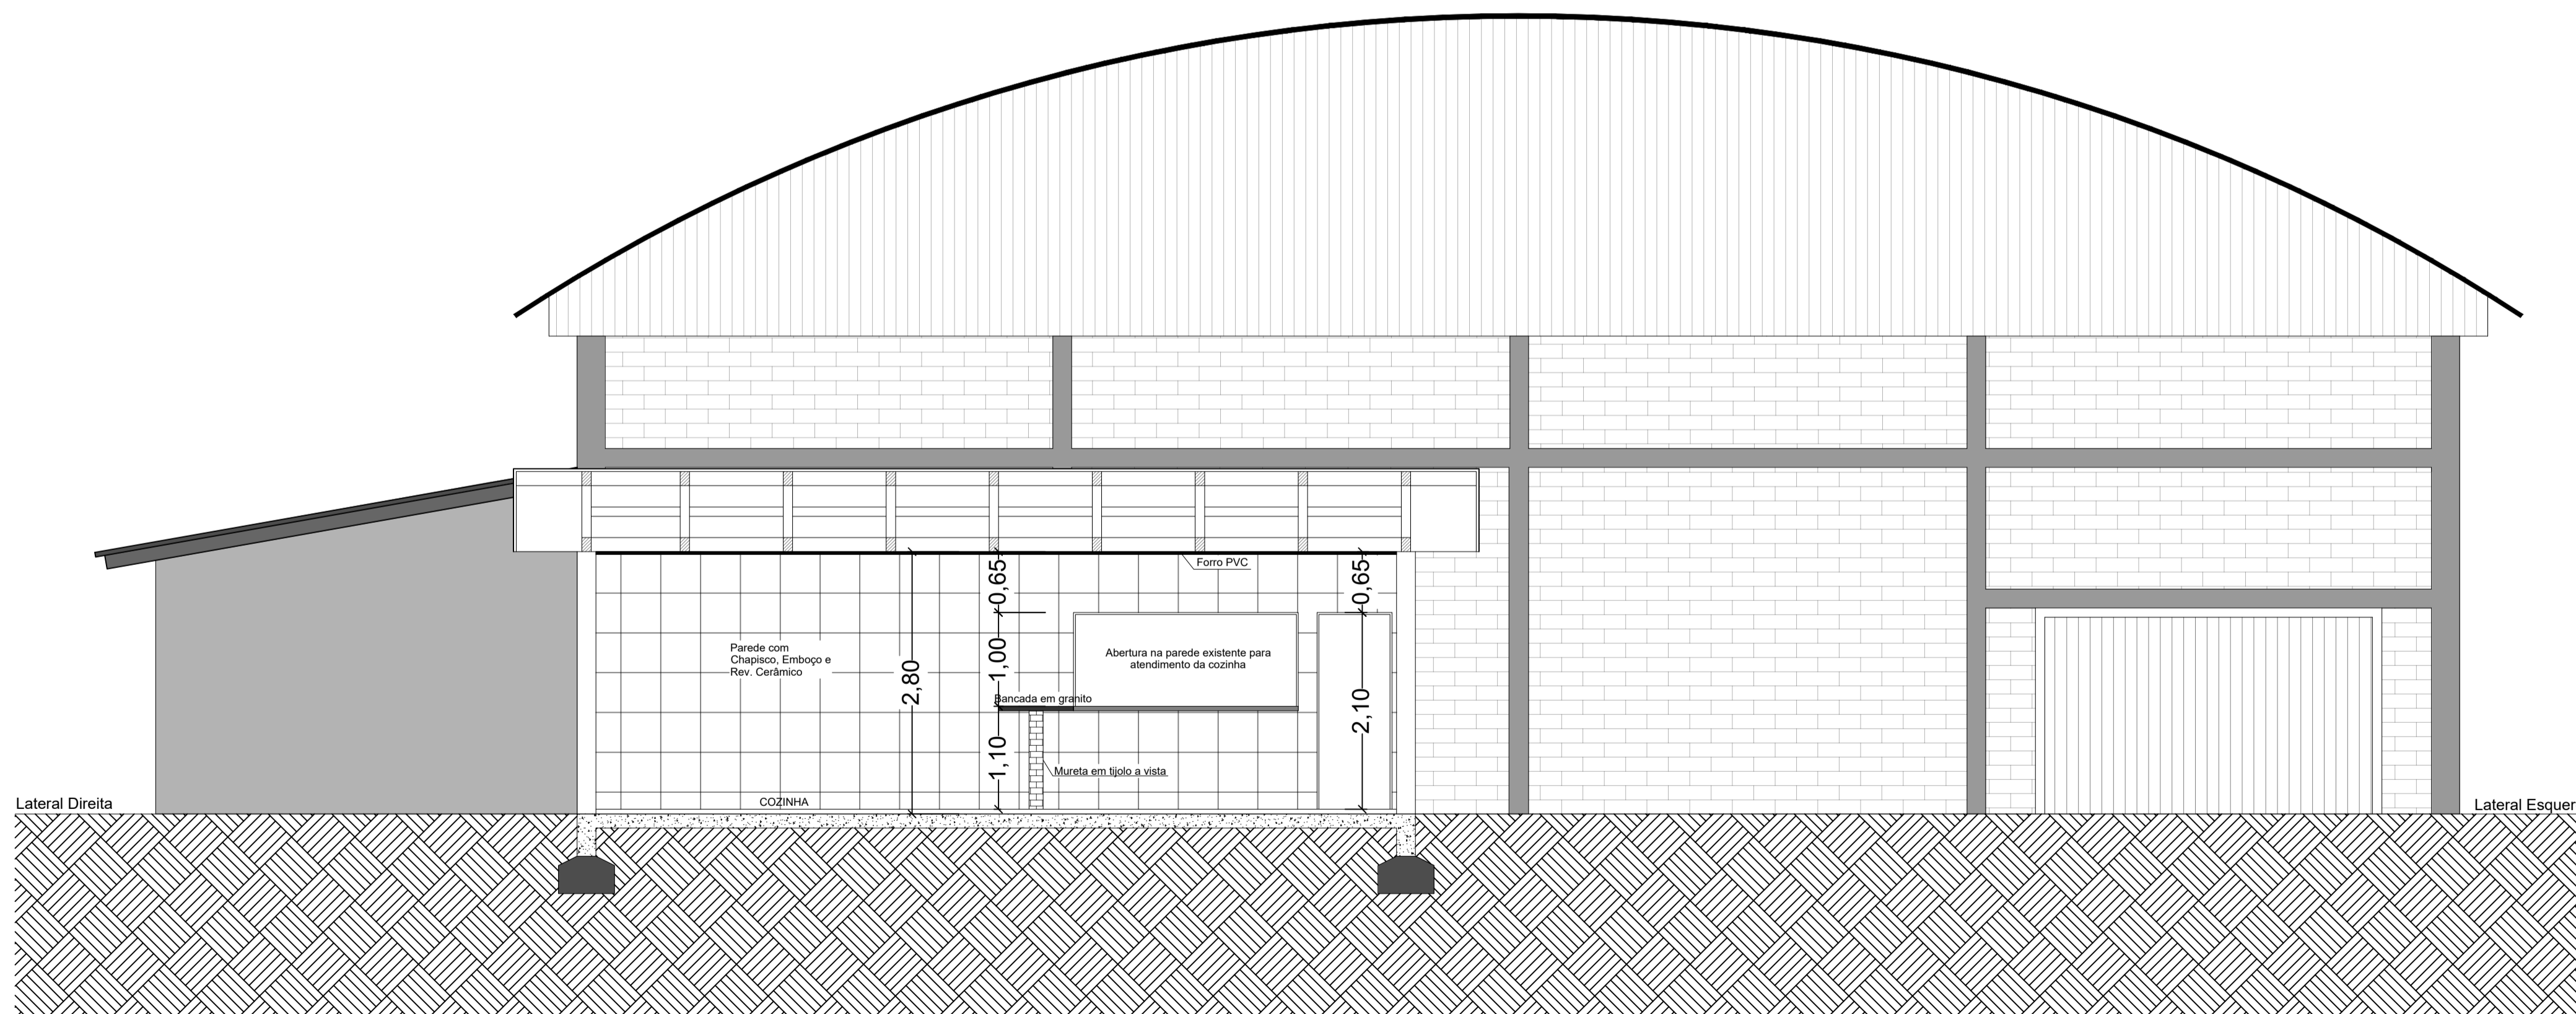 Forro PVC
0,65
0,65
Parede com
Chapisco, Emboço e
Rev. Cerâmico
2,80
1,00
Abertura na parede existente para
atendimento da cozinha
Bancada em granito
2,10
1,10
Mureta em tijolo a vista
COZINHA
Lateral Direita
Lateral Esquer